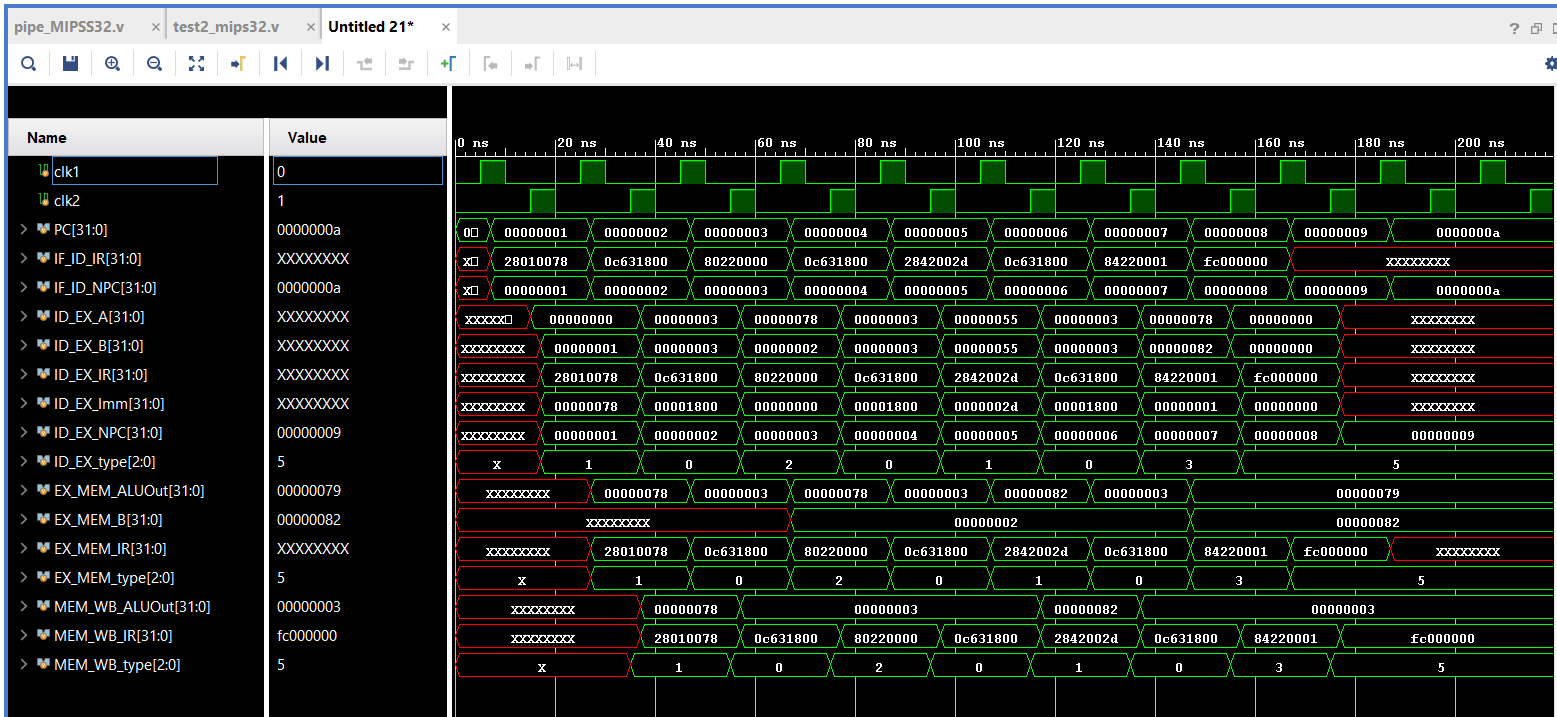 pipe_MIPSS32.v × test2_mips32.v × Untitled 21* ×
?
Name Value
0 ns 20 ns 40 ns 60 ns 80 ns 100 ns 120 ns 140 ns 160 ns 180 ns 200 ns
clk1 0
clk2 1
PC[31:0] 0000000a 0 00000001 00000002 00000003 00000004 00000005 00000006 00000007 00000008 00000009 0000000a
IF_ID_IR[31:0] XXXXXXXX X 28010078 0c631800 80220000 0c631800 2842002d 0c631800 84220001 fc000000 XXXXXXXX
IF_ID_NPC[31:0] 0000000a X 00000001 00000002 00000003 00000004 00000005 00000006 00000007 00000008 00000009 0000000a
ID_EX_A[31:0] XXXXXXXX XXXXX 00000000 00000003 00000078 00000003 00000055 00000003 00000078 00000000 XXXXXXXX
ID_EX_B[31:0] XXXXXXXX XXXXXXXX 00000001 00000003 00000002 00000003 00000055 00000003 00000082 00000000 XXXXXXXX
ID_EX_IR[31:0] XXXXXXXX XXXXXXXX 28010078 0c631800 80220000 0c631800 2842002d 0c631800 84220001 fc000000 XXXXXXXX
ID_EX_Imm[31:0] XXXXXXXX XXXXXXXX 00000078 00001800 00000000 00001800 0000002d 00001800 00000001 00000000 XXXXXXXX
ID_EX_NPC[31:0] 00000009 XXXXXXXX 00000001 00000002 00000003 00000004 00000005 00000006 00000007 00000008 00000009
ID_EX_type[2:0] 5 X 1 0 2 0 1 0 3 5
EX_MEM_ALUOut[31:0] 00000079 XXXXXXXX 00000078 00000003 00000078 00000003 00000082 00000003 00000079
EX_MEM_B[31:0] 00000082 XXXXXXXX 00000002 00000082
EX_MEM_IR[31:0] XXXXXXXX XXXXXXXX 28010078 0c631800 80220000 0c631800 2842002d 0c631800 84220001 fc000000 XXXXXXXX
EX_MEM_type[2:0] 5 X 1 0 2 0 1 0 3 5
MEM_WB_ALUOut[31:0] 00000003 XXXXXXXX 00000078 00000003 00000082 00000003
MEM_WB_IR[31:0] fc000000 XXXXXXXX 28010078 0c631800 80220000 0c631800 2842002d 0c631800 84220001 fc000000
MEM_WB_type[2:0] 5 X 1 0 2 0 1 0 3 5